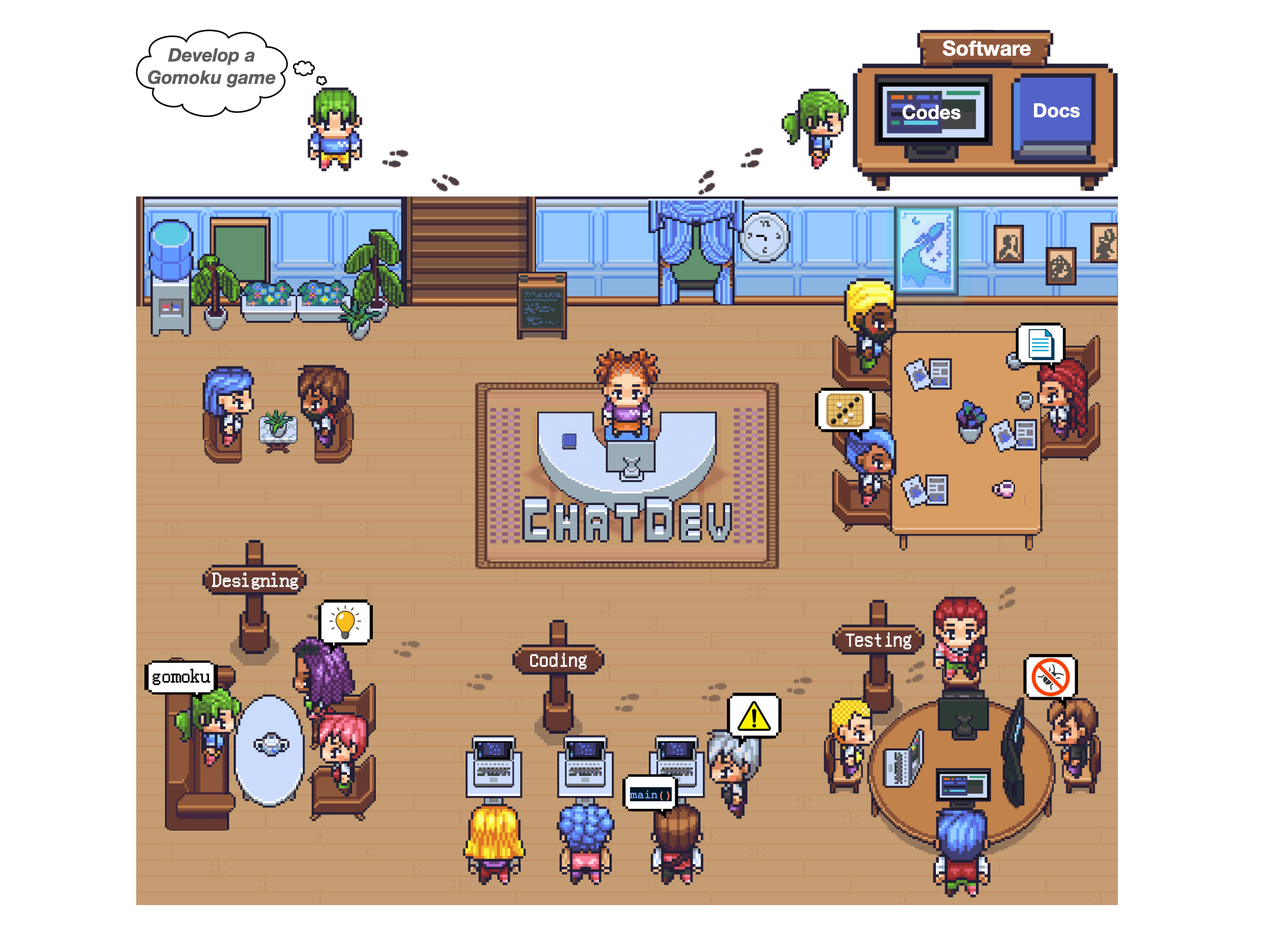 Develop a
Gomoku game
Software
Codes
Docs
CHATDEV
Designing
gomoku
Coding
main()
Testing